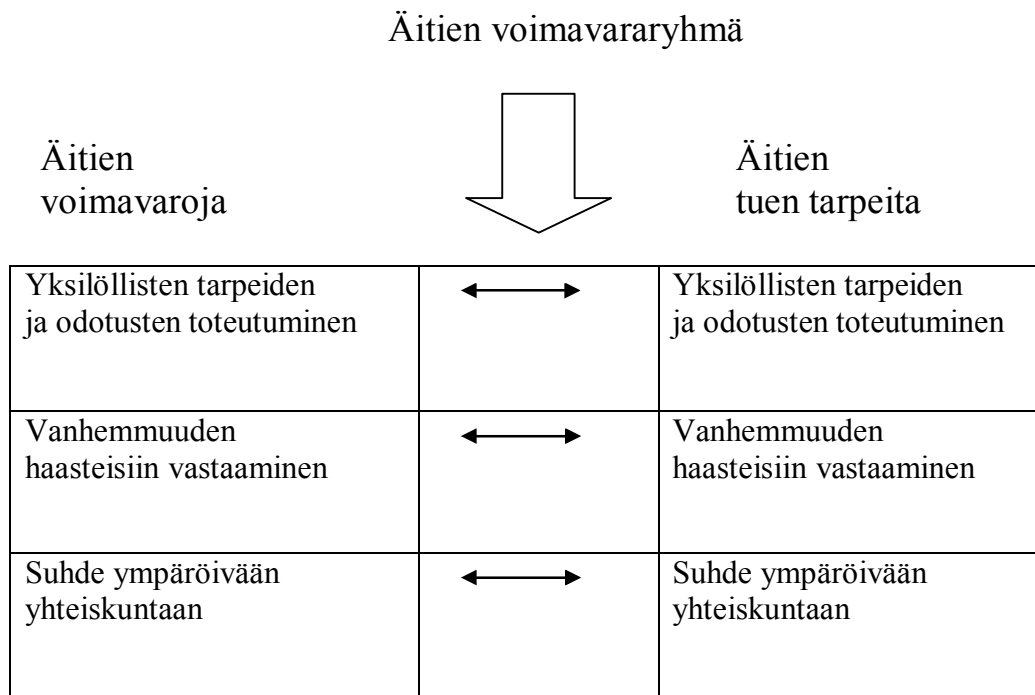 Äitien voimavararyhmä
Äitien
voimavaroja
Äitien
tuen tarpeita
Yksilöllisten tarpeiden
ja odotusten toteutuminen
Yksilöllisten tarpeiden
ja odotusten toteutuminen
Vanhemmuuden
haasteisiin vastaaminen
Vanhemmuuden
haasteisiin vastaaminen
Suhde ympäröivään
yhteiskuntaan
Suhde ympäröivään
yhteiskuntaan